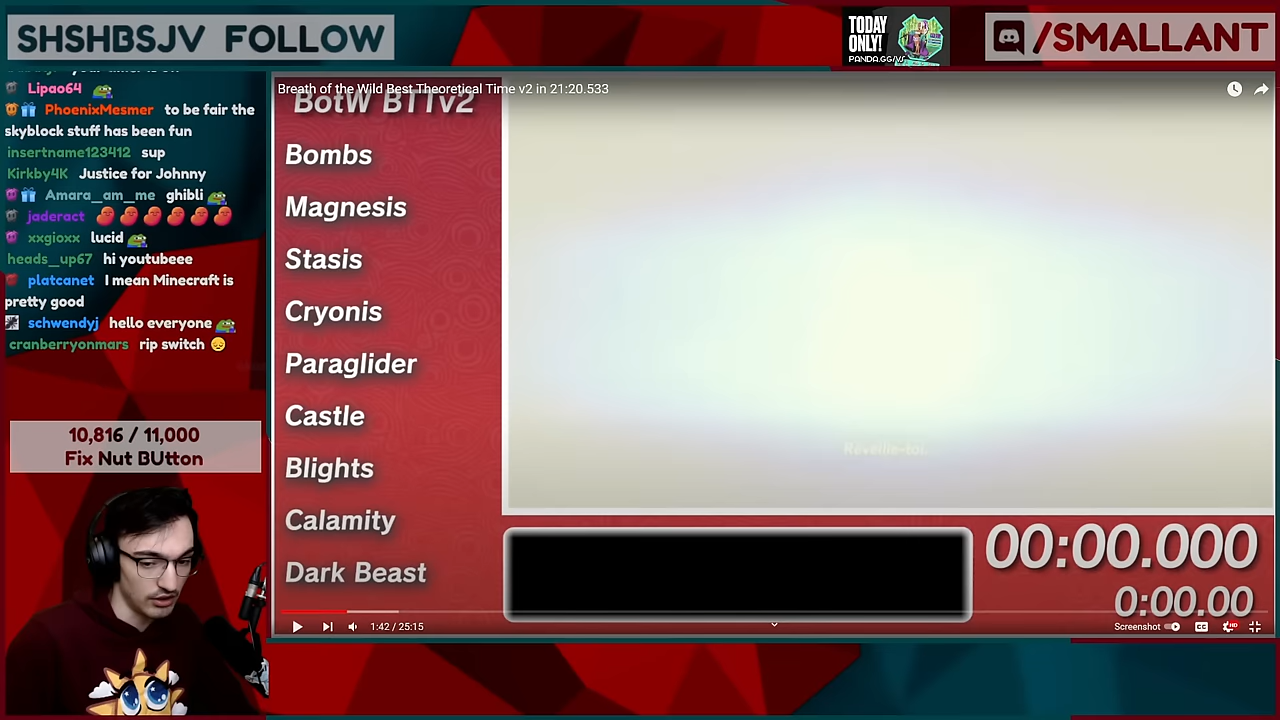 SHSHBSJV FOLLOW
TODAY
ONLY!
PANDA.GG/VS
/SMALLANT
Lipao64
PhoenixMesmer to be fair the
skyblock stuff has been fun
insertname123412 sup
Kirkby4K Justice for Johnny
Amara_am_me ghibli
jaderact
xxgioxx lucid
heads_up67 hi youtubeee
platcanet I mean Minecraft is
pretty good
schwendyj hello everyone
cranberryonmars rip switch
10,816 / 11,000
Fix Nut BUtton
Breath of the Wild Best Theoretical Time v2 in 21:20.533
BotW BTTv2
Bombs
Magnesis
Stasis
Cryonis
Paraglider
Castle
Blights
Calamity
Dark Beast
Réveille-toi...
00:00.000
0:00.00
1:42 / 25:15
Screenshot
CC
HD